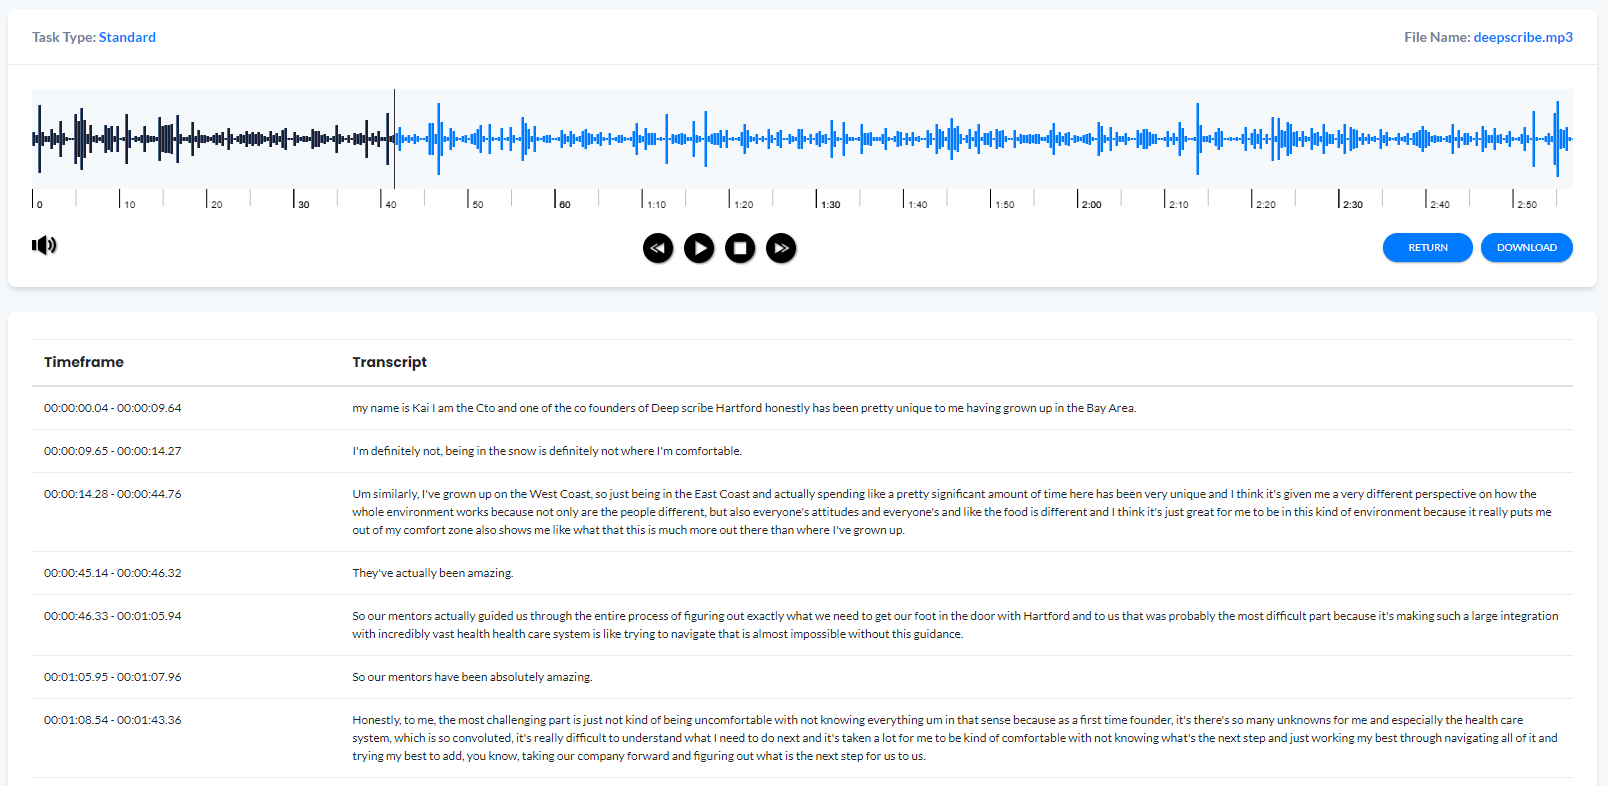 Task Type: Standard
File Name: deepscribe.mp3
0 10 20 30 40 50 60 1:10 1:20 1:30 1:40 1:50 2:00 2:10 2:20 2:30 2:40 2:50
RETURN DOWNLOAD
Timeframe Transcript
00:00:00.04 - 00:00:09.64 my name is Kai I am the Cto and one of the co founders of Deep scribe Hartford honestly has been pretty unique to me having grown up in the Bay Area.
00:00:09.65 - 00:00:14.27 I'm definitely not, being in the snow is definitely not where I'm comfortable.
00:00:14.28 - 00:00:44.76 Um similarly, I've grown up on the West Coast, so just being in the East Coast and actually spending like a pretty significant amount of time here has been very unique and I think it's given me a very different perspective on how the
whole environment works because not only are the people different, but also everyone's attitudes and everyone's and like the food is different and I think it's just great for me to be in this kind of environment because it really puts me
out of my comfort zone also shows me like what that this is much more out there than where I've grown up.
00:00:45.14 - 00:00:46.32 They've actually been amazing.
00:00:46.33 - 00:01:05.94 So our mentors actually guided us through the entire process of figuring out exactly what we need to get our foot in the door with Hartford and to us that was probably the most difficult part because it's making such a large integration
with incredibly vast health health care system is like trying to navigate that is almost impossible without this guidance.
00:01:05.95 - 00:01:07.96 So our mentors have been absolutely amazing.
00:01:08.54 - 00:01:43.36 Honestly, to me, the most challenging part is just not kind of being uncomfortable with not knowing everything um in that sense because as a first time founder, it's there's so many unknowns for me and especially the health care
system, which is so convoluted, it's really difficult to understand what I need to do next and it's taken a lot for me to be kind of comfortable with not knowing what's the next step and just working my best through navigating all of it and
trying my best to add, you know, taking our company forward and figuring out what is the next step for us to us.